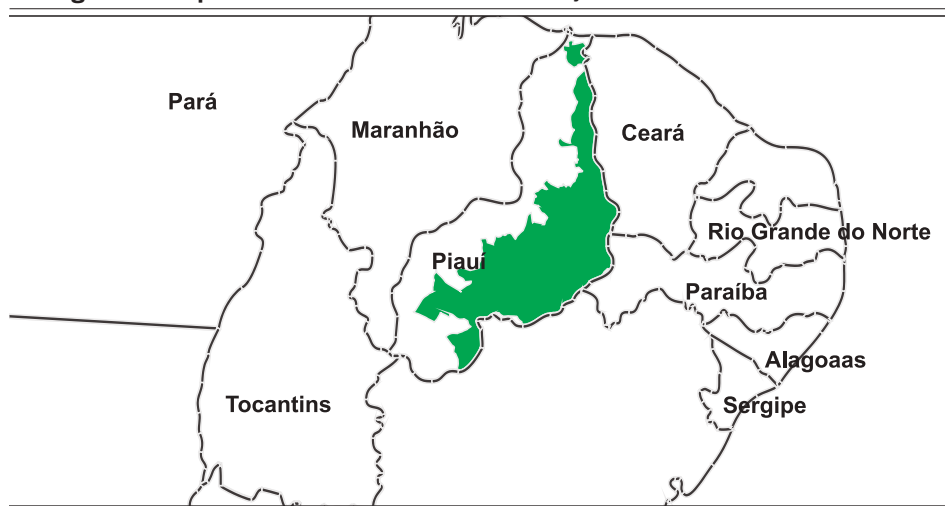 Pará
Maranhão
Ceará
Rio Grande do Norte
Piauí
Paraíba
Alagoaas
Tocantins
Sergipe